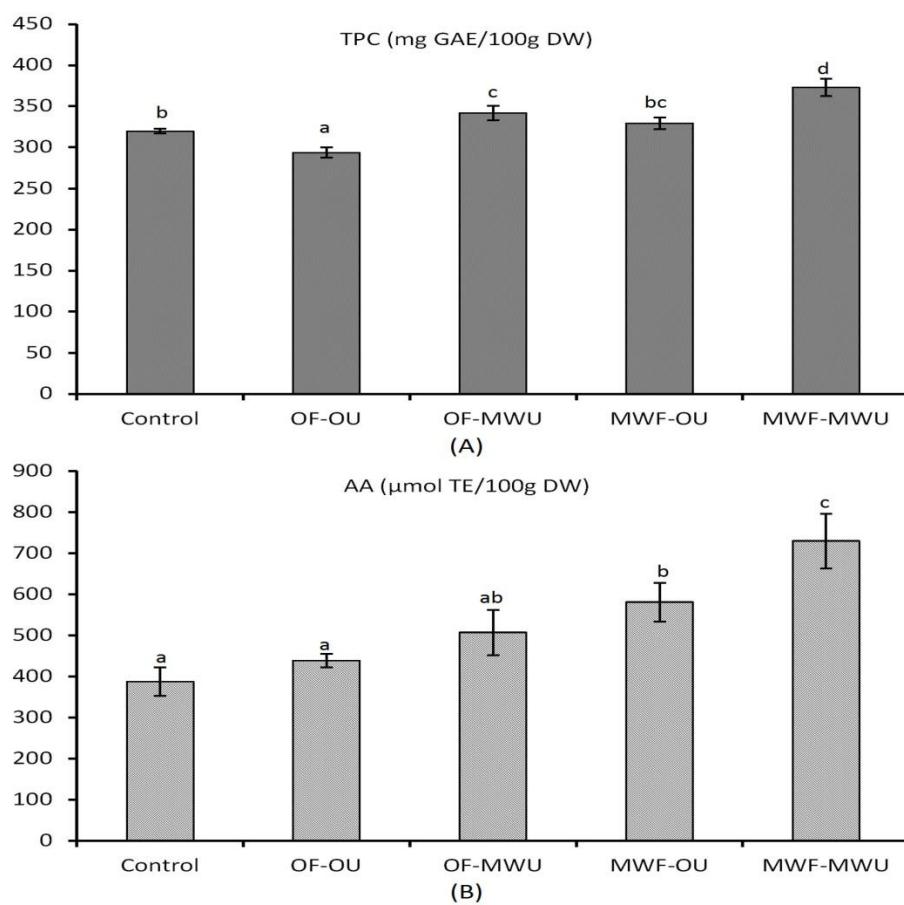 450
TPC (mg GAE/100g DW)
400
d
c
350
bc
b
a
300
250
200
150
100
50
0
Control OF-OU OF-MWU MWF-OU MWF-MWU
(A)
900
AA (µmol TE/100g DW)
800
c
700
b
600
ab
500
a
a
400
300
200
100
0
Control OF-OU OF-MWU MWF-OU MWF-MWU
(B)